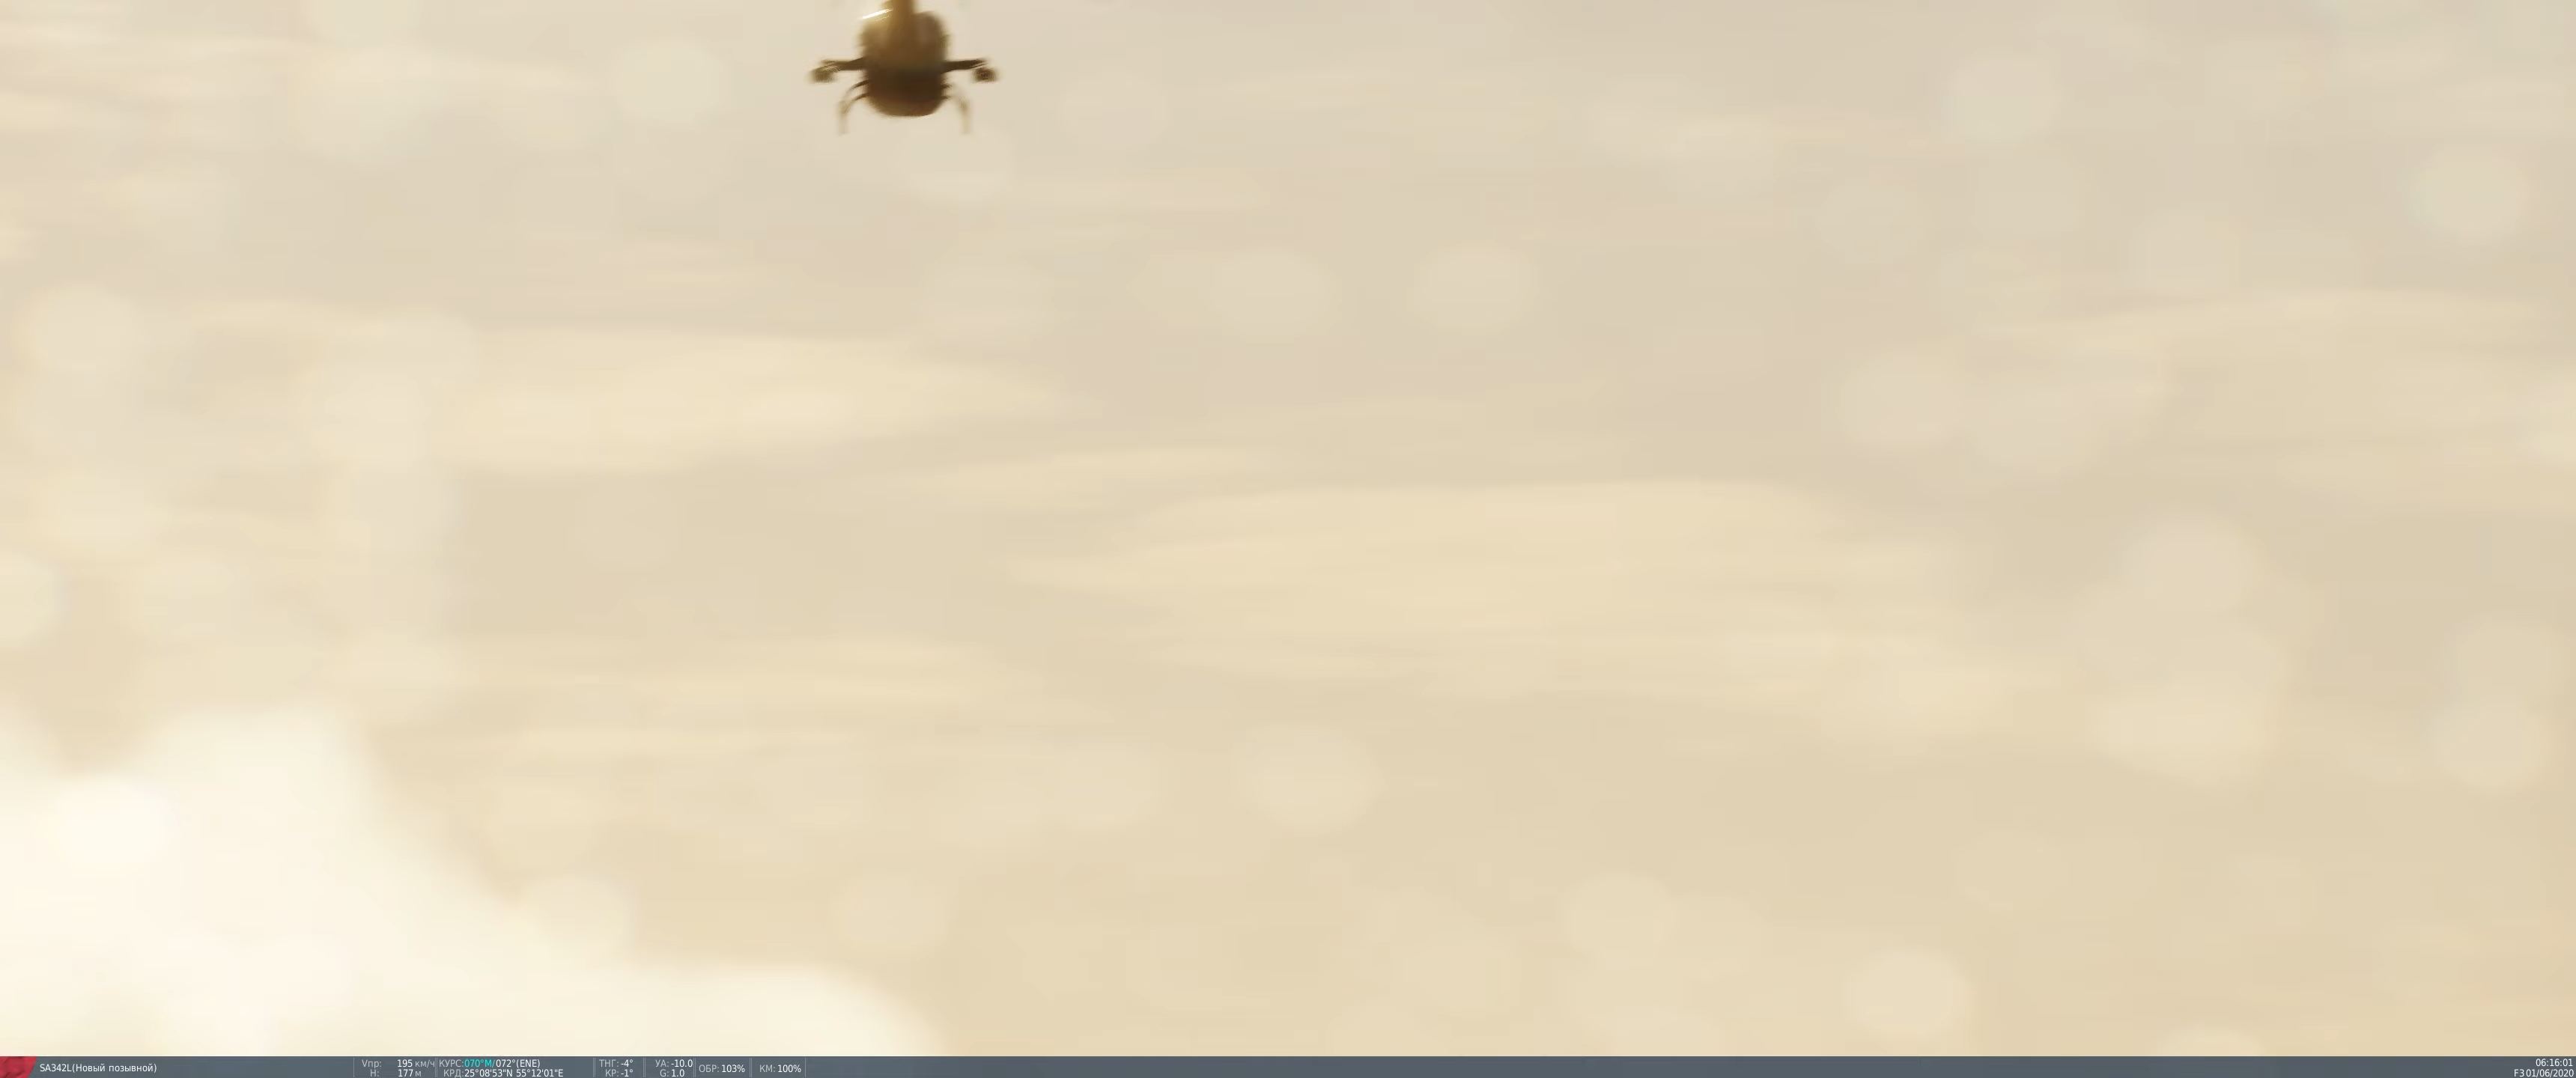 SA342L(Новый позывной)
Vпр: 195 км/ч
H: 177 м
КУРС:070°М/072°(ENE)
КРД:25°08'53"N 55°12'01"E
ТНГ: -4°
КР: -1°
УА: -10.0
G: 1.0
ОБР: 103%
КМ: 100%
06:16:01
F3 01/06/2020